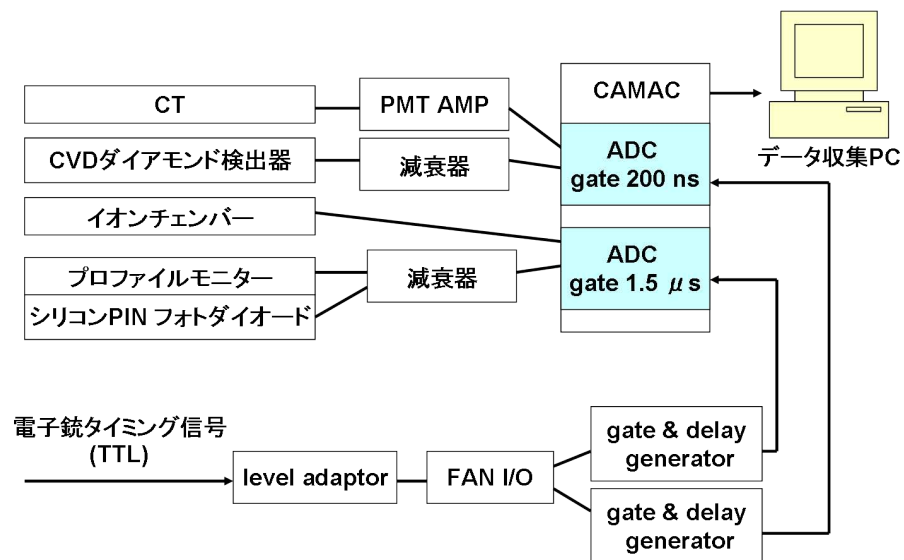 CT
PMT AMP
CAMAC
CVDダイアモンド検出器
減衰器
ADC
gate 200 ns
データ収集PC
イオンチェンバー
プロファイルモニター
減衰器
ADC
gate 1.5 μs
シリコンPIN フォトダイオード
電子銃タイミング信号
(TTL)
level adaptor
FAN I/O
gate & delay
generator
gate & delay
generator